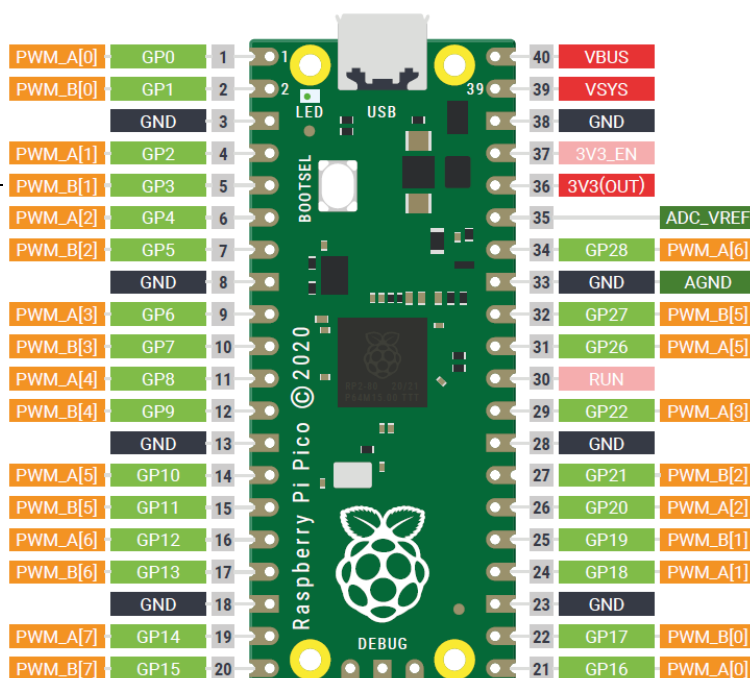 PWM_A[0] GP0 1 1 40 VBUS
PWM_B[0] GP1 2 2 39 39 VSYS
LED USB
GND 3 38 GND
PWM_A[1] GP2 4 37 3V3_EN
PWM_B[1] GP3 5 BOOTSEL 36 3V3(OUT)
PWM_A[2] GP4 6 35 ADC_VREF
PWM_B[2] GP5 7 34 GP28 PWM_A[6]
GND 8 33 GND AGND
PWM_A[3] GP6 9 32 GP27 PWM_B[5]
PWM_B[3] GP7 10 31 GP26 PWM_A[5]
PWM_A[4] GP8 11 30 RUN
PWM_B[4] GP9 12 29 GP22 PWM_A[3]
GND 13 28 GND
PWM_A[5] GP10 14 27 GP21 PWM_B[2]
PWM_B[5] GP11 15 26 GP20 PWM_A[2]
PWM_A[6] GP12 16 25 GP19 PWM_B[1]
PWM_B[6] GP13 17 24 GP18 PWM_A[1]
GND 18 23 GND
PWM_A[7] GP14 19 22 GP17 PWM_B[0]
DEBUG
PWM_B[7] GP15 20 21 GP16 PWM_A[0]
Raspberry Pi Pico © 2020